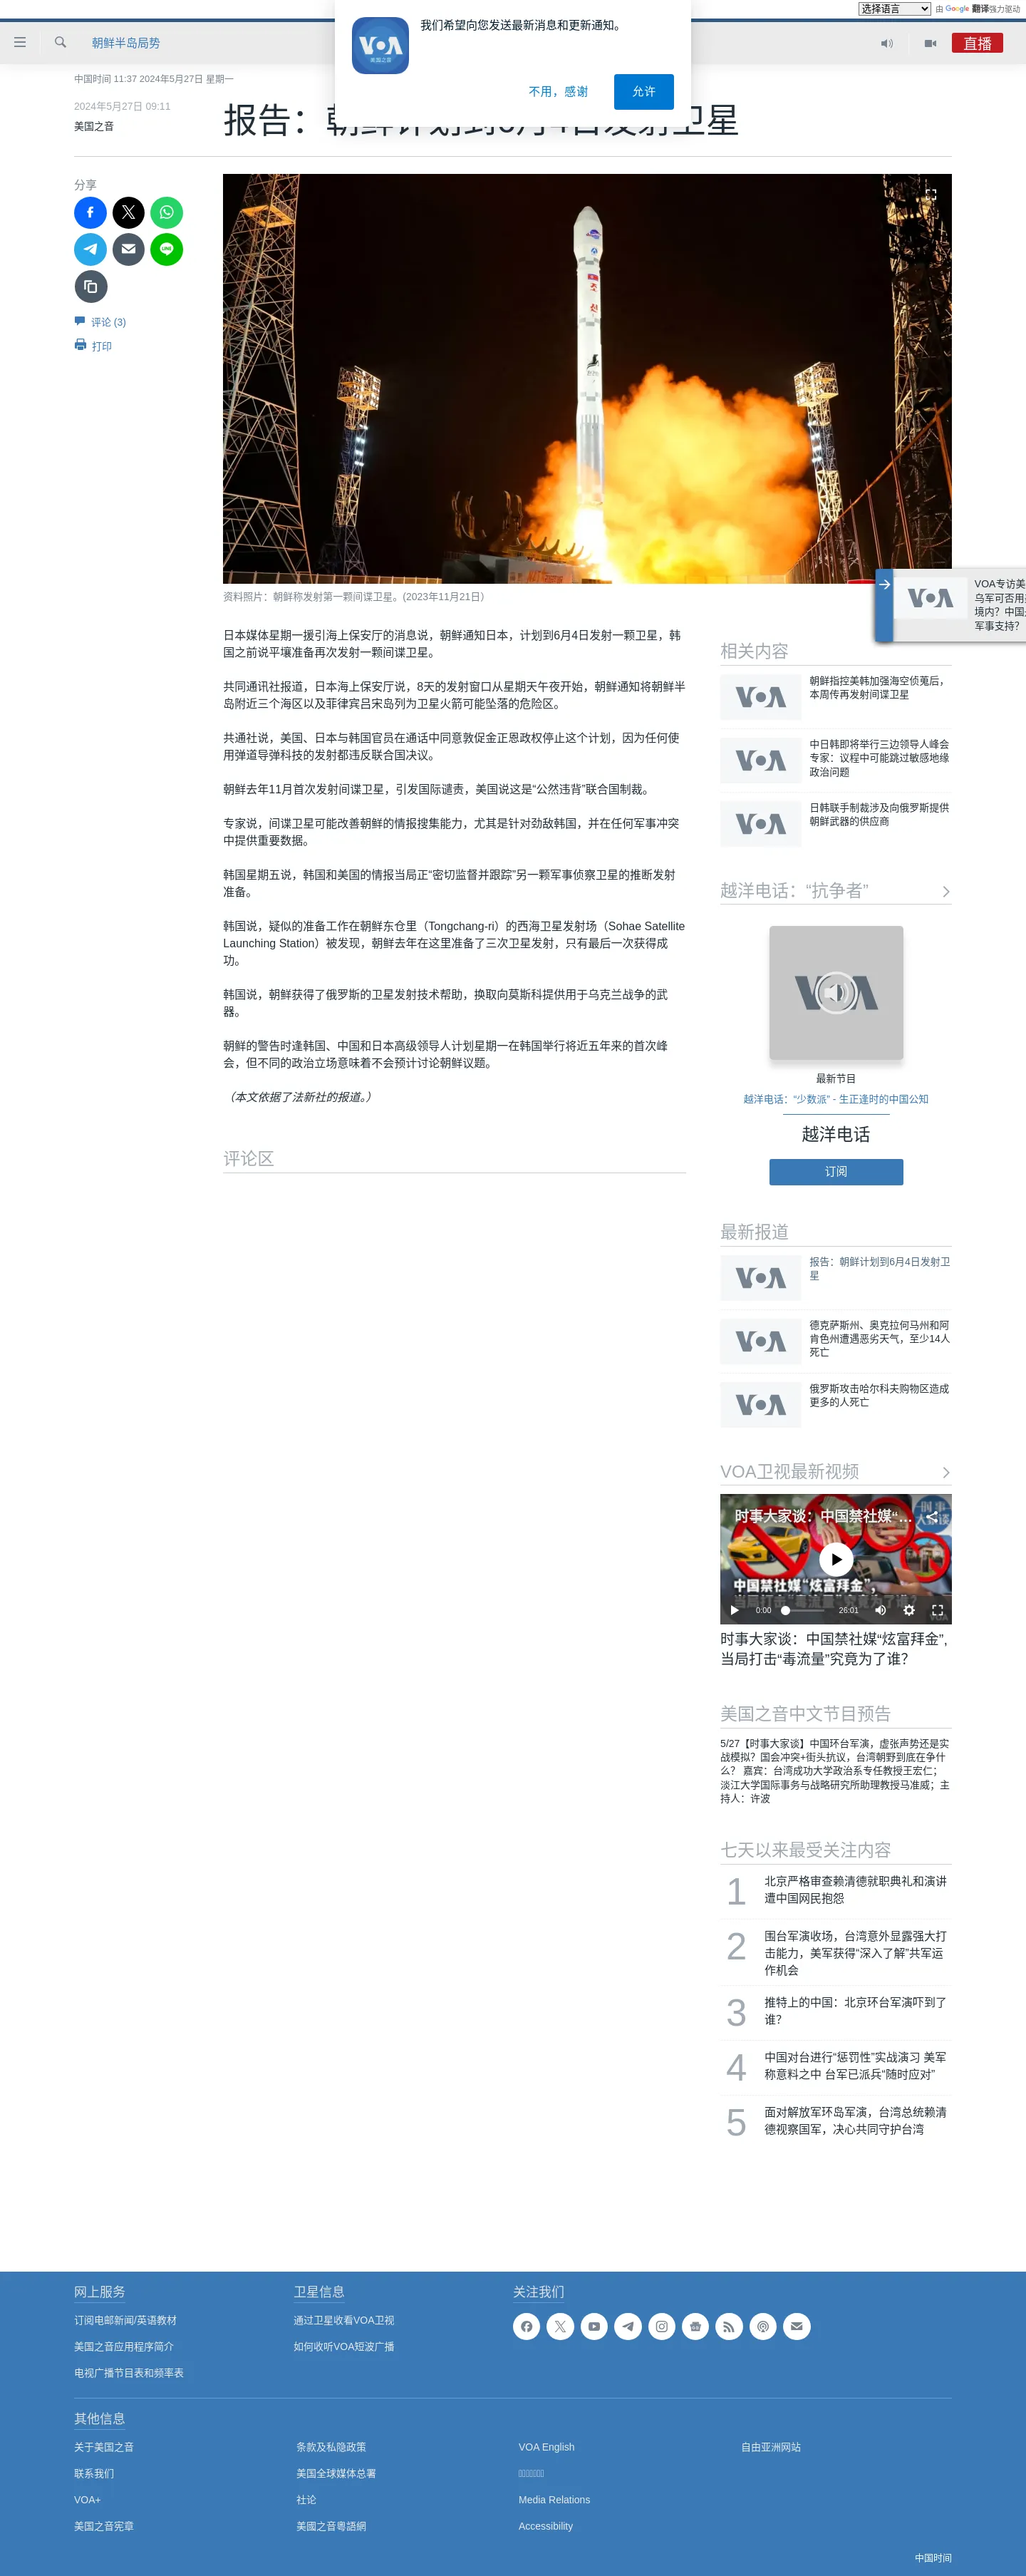 选择语言
由 Google 翻译强力驱动
我们希望向您发送最新消息和更新通知。
VOA
美国之音
不用，感谢
允许
朝鲜半岛局势
直播
中国时间 11:37 2024年5月27日 星期一
2024年5月27日 09:11
美国之音
报告：朝鲜计划到6月4日发射卫星
分享
评论 (3)
打印
资料照片：朝鲜称发射第一颗间谍卫星。(2023年11月21日）
日本媒体星期一援引海上保安厅的消息说，朝鲜通知日本，计划到6月4日发射一颗卫星，韩
国之前说平壤准备再次发射一颗间谍卫星。
共同通讯社报道，日本海上保安厅说，8天的发射窗口从星期天午夜开始，朝鲜通知将朝鲜半
岛附近三个海区以及菲律宾吕宋岛列为卫星火箭可能坠落的危险区。
共通社说，美国、日本与韩国官员在通话中同意敦促金正恩政权停止这个计划，因为任何使
用弹道导弹科技的发射都违反联合国决议。
朝鲜去年11月首次发射间谍卫星，引发国际谴责，美国说这是“公然违背”联合国制裁。
专家说，间谍卫星可能改善朝鲜的情报搜集能力，尤其是针对劲敌韩国，并在任何军事冲突
中提供重要数据。
韩国星期五说，韩国和美国的情报当局正“密切监督并跟踪”另一颗军事侦察卫星的推断发射
准备。
韩国说，疑似的准备工作在朝鲜东仓里（Tongchang-ri）的西海卫星发射场（Sohae Satellite
Launching Station）被发现，朝鲜去年在这里准备了三次卫星发射，只有最后一次获得成
功。
韩国说，朝鲜获得了俄罗斯的卫星发射技术帮助，换取向莫斯科提供用于乌克兰战争的武
器。
朝鲜的警告时逢韩国、中国和日本高级领导人计划星期一在韩国举行将近五年来的首次峰
会，但不同的政治立场意味着不会预计讨论朝鲜议题。
（本文依据了法新社的报道。）
评论区
VOA
VOA专访美
乌军可否用
境内？中国
军事支持？
相关内容
VOA
朝鲜指控美韩加强海空侦蒐后，
本周传再发射间谍卫星
VOA
中日韩即将举行三边领导人峰会
专家：议程中可能跳过敏感地缘
政治问题
VOA
日韩联手制裁涉及向俄罗斯提供
朝鲜武器的供应商
越洋电话：“抗争者”
VOA
最新节目
越洋电话：“少数派” - 生正逢时的中国公知
越洋电话
订阅
最新报道
VOA
报告：朝鲜计划到6月4日发射卫
星
VOA
德克萨斯州、奥克拉何马州和阿
肯色州遭遇恶劣天气，至少14人
死亡
VOA
俄罗斯攻击哈尔科夫购物区造成
更多的人死亡
VOA卫视最新视频
时事大家谈：中国禁社媒“...
中国禁社媒“炫富拜金”，
0:00
26:01
时事大家谈：中国禁社媒“炫富拜金”，
当局打击“毒流量”究竟为了谁？
美国之音中文节目预告
5/27【时事大家谈】中国环台军演，虚张声势还是实
战模拟？国会冲突+街头抗议，台湾朝野到底在争什
么？ 嘉宾：台湾成功大学政治系专任教授王宏仁；
淡江大学国际事务与战略研究所助理教授马准威；主
持人：许波
七天以来最受关注内容
1
北京严格审查赖清德就职典礼和演讲
遭中国网民抱怨
2
围台军演收场，台湾意外显露强大打
击能力，美军获得“深入了解”共军运
作机会
3
推特上的中国：北京环台军演吓到了
谁？
4
中国对台进行“惩罚性”实战演习 美军
称意料之中 台军已派兵“随时应对”
5
面对解放军环岛军演，台湾总统赖清
德视察国军，决心共同守护台湾
网上服务
订阅电邮新闻/英语教材
美国之音应用程序简介
电视广播节目表和频率表
卫星信息
通过卫星收看VOA卫视
如何收听VOA短波广播
关注我们
其他信息
关于美国之音
条款及私隐政策
VOA English
自由亚洲网站
联系我们
美国全球媒体总署
VOA+
社论
Media Relations
美国之音宪章
美國之音粵語網
Accessibility
中国时间